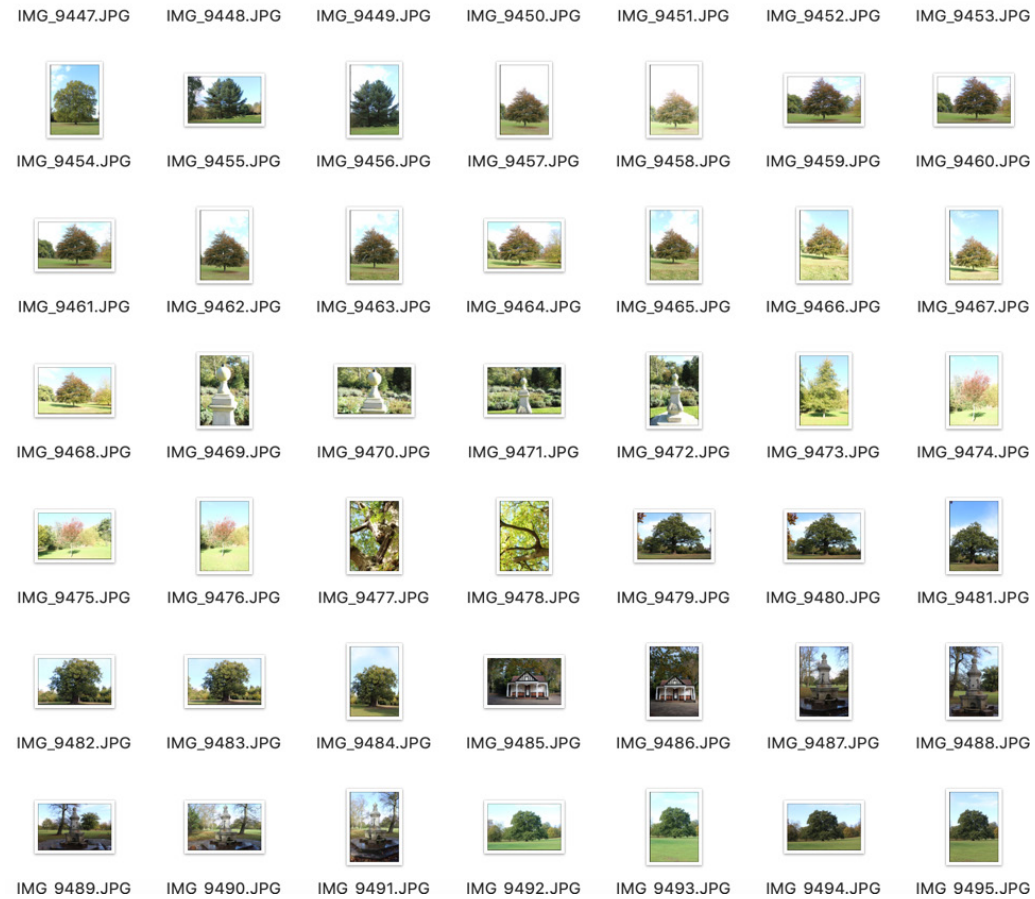 IMG_9447.JPG IMG_9448.JPG IMG_9449.JPG IMG_9450.JPG IMG_9451.JPG IMG_9452.JPG IMG_9453.JPG
IMG_9454.JPG IMG_9455.JPG IMG_9456.JPG IMG_9457.JPG IMG_9458.JPG IMG_9459.JPG IMG_9460.JPG
IMG_9461.JPG IMG_9462.JPG IMG_9463.JPG IMG_9464.JPG IMG_9465.JPG IMG_9466.JPG IMG_9467.JPG
IMG_9468.JPG IMG_9469.JPG IMG_9470.JPG IMG_9471.JPG IMG_9472.JPG IMG_9473.JPG IMG_9474.JPG
IMG_9475.JPG IMG_9476.JPG IMG_9477.JPG IMG_9478.JPG IMG_9479.JPG IMG_9480.JPG IMG_9481.JPG
IMG_9482.JPG IMG_9483.JPG IMG_9484.JPG IMG_9485.JPG IMG_9486.JPG IMG_9487.JPG IMG_9488.JPG
IMG_9489.JPG IMG_9490.JPG IMG_9491.JPG IMG_9492.JPG IMG_9493.JPG IMG_9494.JPG IMG_9495.JPG